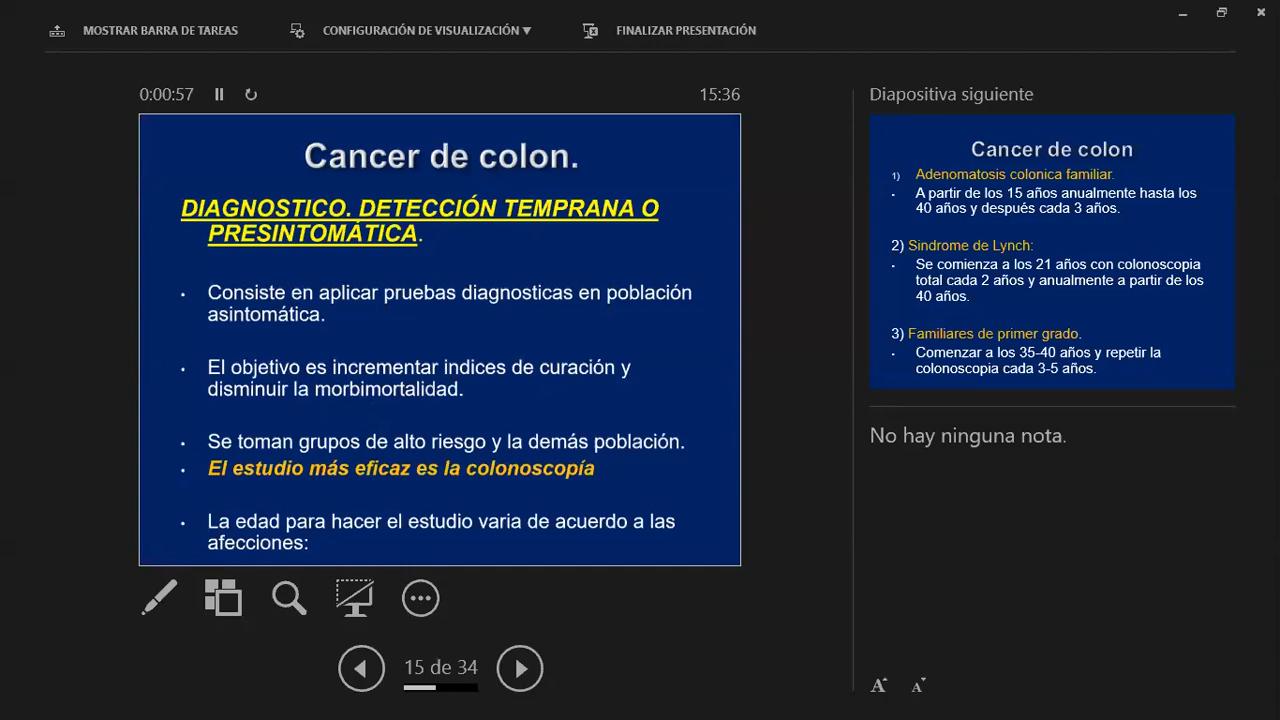 MOSTRAR BARRA DE TAREAS
CONFIGURACIÓN DE VISUALIZACIÓN ▼
FINALIZAR PRESENTACIÓN
0:00:57
15:36
Cancer de colon.
DIAGNOSTICO. DETECCIÓN TEMPRANA O
PRESINTOMÁTICA.
• Consiste en aplicar pruebas diagnosticas en población
asintomática.
• El objetivo es incrementar indices de curación y
disminuir la morbimortalidad.
• Se toman grupos de alto riesgo y la demás población.
• El estudio más eficaz es la colonoscopía
• La edad para hacer el estudio varia de acuerdo a las
afecciones:
15 de 34
Diapositiva siguiente
Cancer de colon
1) Adenomatosis colonica familiar.
• A partir de los 15 años anualmente hasta los
40 años y después cada 3 años.
2) Sindrome de Lynch:
• Se comienza a los 21 años con colonoscopia
total cada 2 años y anualmente a partir de los
40 años.
3) Familiares de primer grado.
• Comenzar a los 35-40 años y repetir la
colonoscopia cada 3-5 años.
No hay ninguna nota.
A A